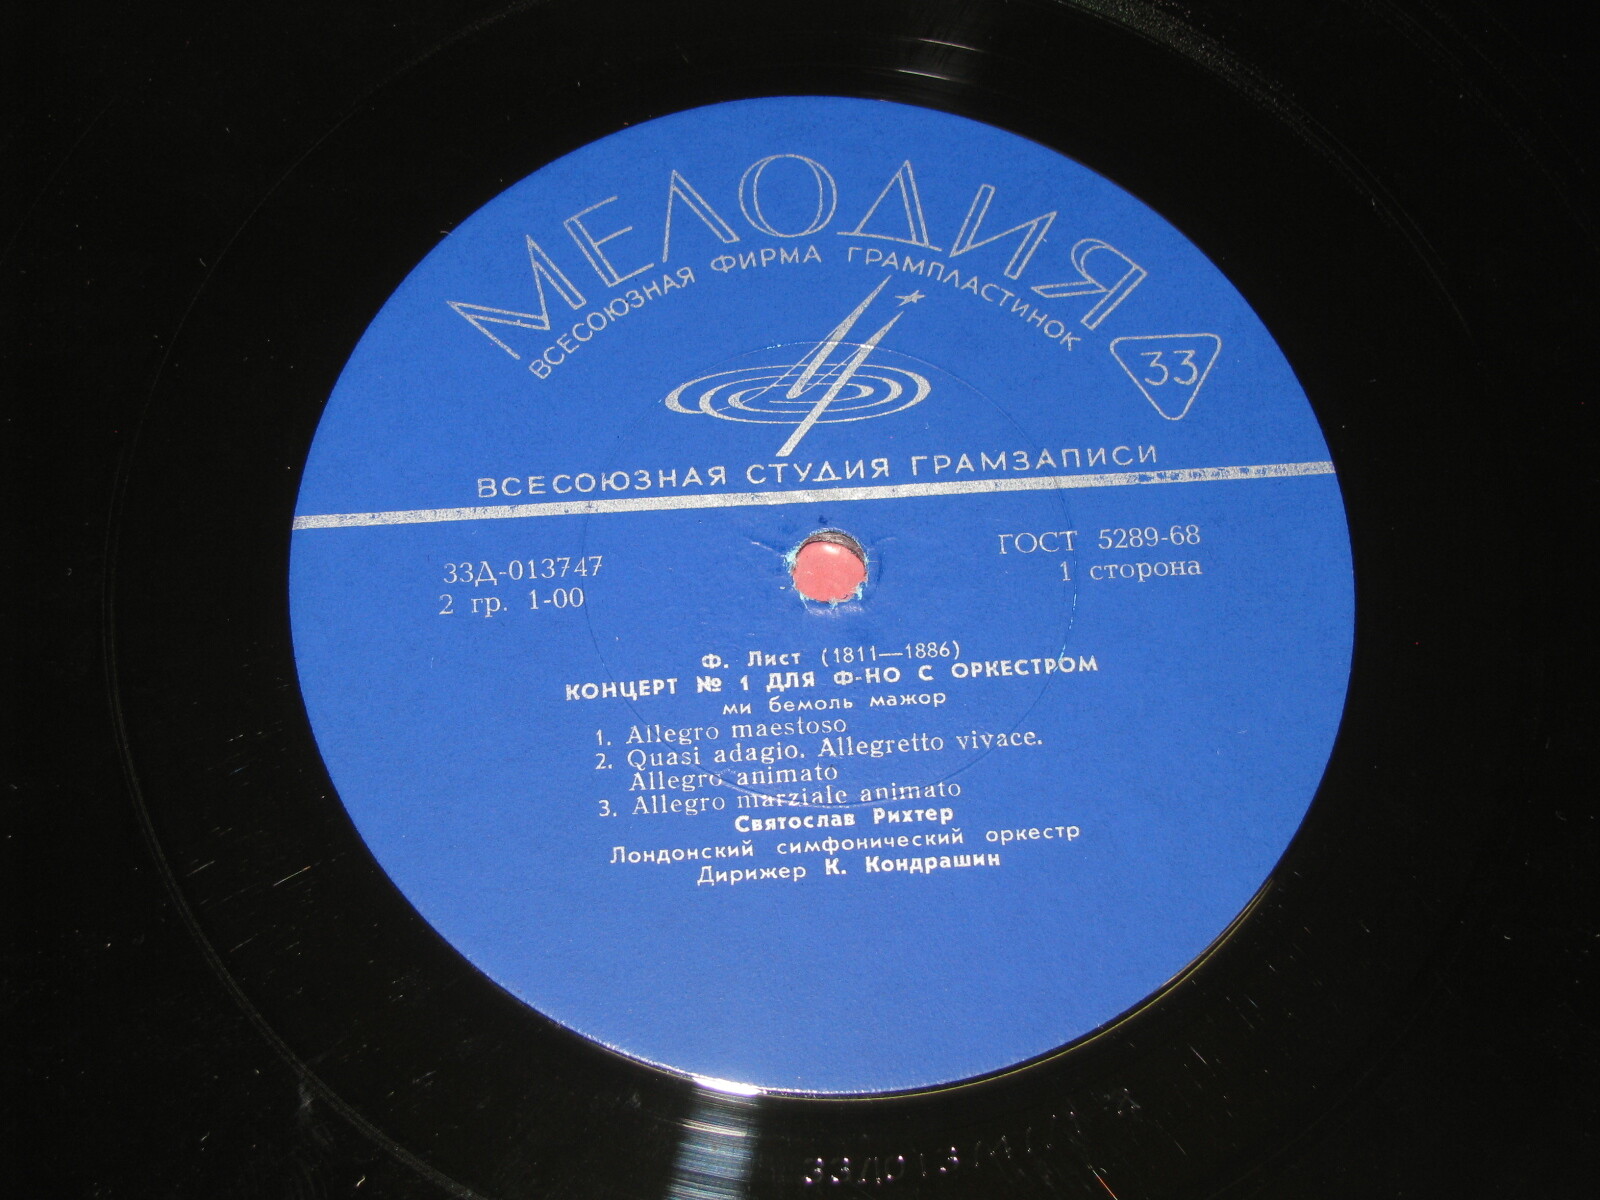 МЕЛОДИЯ
ВСЕСОЮЗНАЯ ФИРМА ГРАМПЛАСТИНОК
33
ВСЕСОЮЗНАЯ СТУДИЯ ГРАМЗАПИСИ
33Д-013747
2 гр. 1-00
ГОСТ 5289-68
1 сторона
Ф. Лист (1811—1886)
КОНЦЕРТ № 1 ДЛЯ Ф-НО С ОРКЕСТРОМ
ми бемоль мажор
1. Allegro maestoso
2. Quasi adagio. Allegretto vivace.
Allegro animato
3. Allegro marziale animato
Святослав Рихтер
Лондонский симфонический оркестр
Дирижер К. Кондрашин